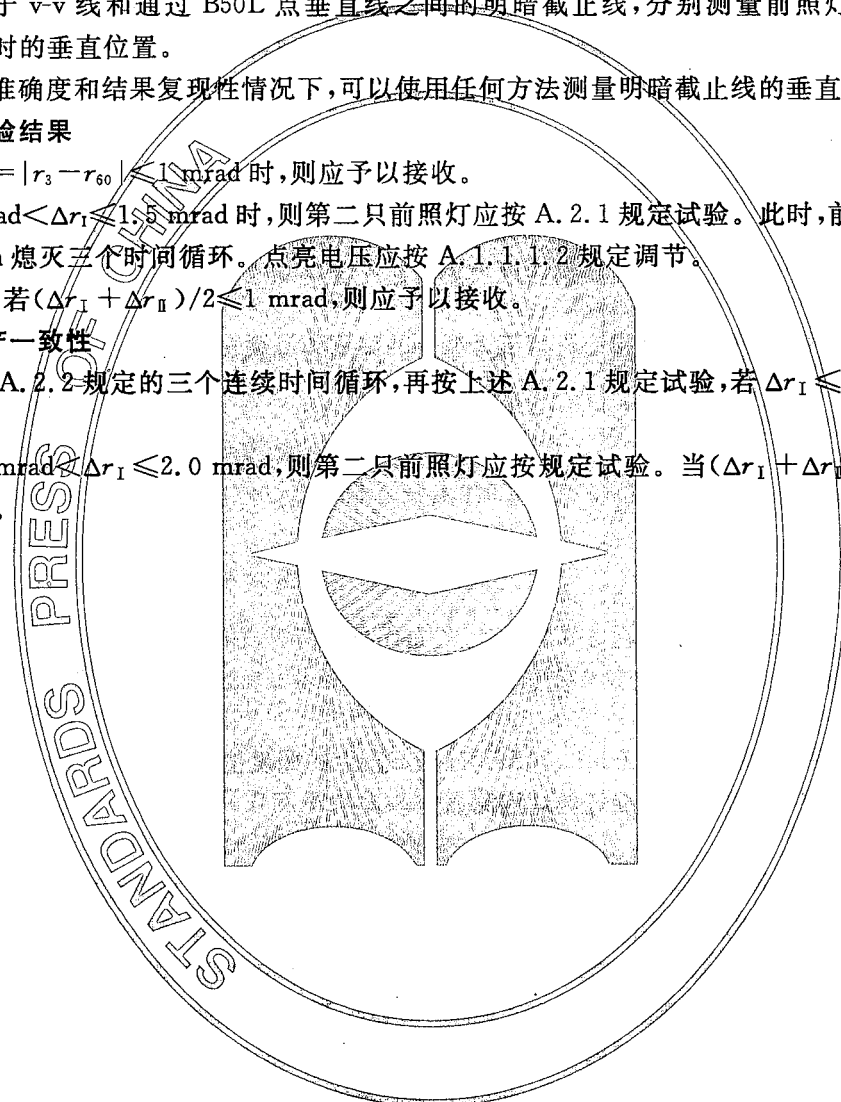 于 v-v 线和通过 B50L 点垂直线之间的明暗截止线,分别测量前照灯
时的垂直位置。
准确度和结果复现性情况下,可以使用任何方法测量明暗截止线的垂直
验结果
=|r₃-r₆₀|≤1 mrad 时,则应予以接收。
ad<Δr_Ⅰ≤1.5 mrad 时,则第二只前照灯应按 A.2.1 规定试验。此时,前
熄灭三个时间循环。点亮电压应按 A.1.1.1.2 规定调节。
若(Δr_Ⅰ+Δr_Ⅱ)/2≤1 mrad,则应予以接收。
一致性
A.2.2 规定的三个连续时间循环,再按上述 A.2.1 规定试验,若 Δr_Ⅰ≤
mrad<Δr_Ⅰ≤2.0 mrad,则第二只前照灯应按规定试验。当(Δr_Ⅰ+Δr_Ⅱ
。
STANDARDS PRESS OF CHINA